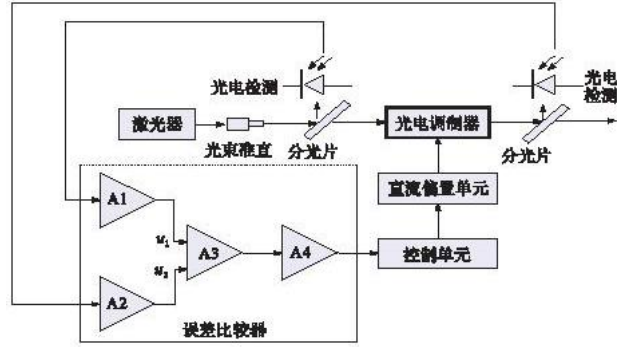 光电检测
光电
检测
激光器
光束准直
分光片
光电调制器
分光片
直流偏置单元
A1
u₁
A3
A4
控制单元
u₂
A2
误差比较器